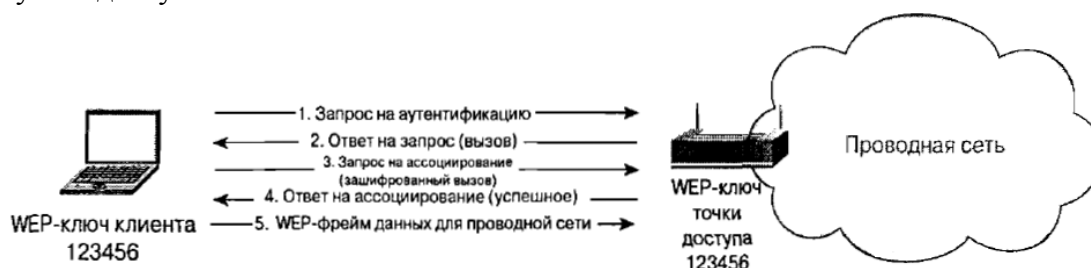 1. Запрос на аутентификацию
2. Ответ на запрос (вызов)
3. Запрос на ассоциирование
(зашифрованный вызов)
4. Ответ на ассоциирование (успешное)
5. WEP-фрейм данных для проводной сети
WEP-ключ клиента
123456
WEP-ключ
точки
доступа
123456
Проводная сеть